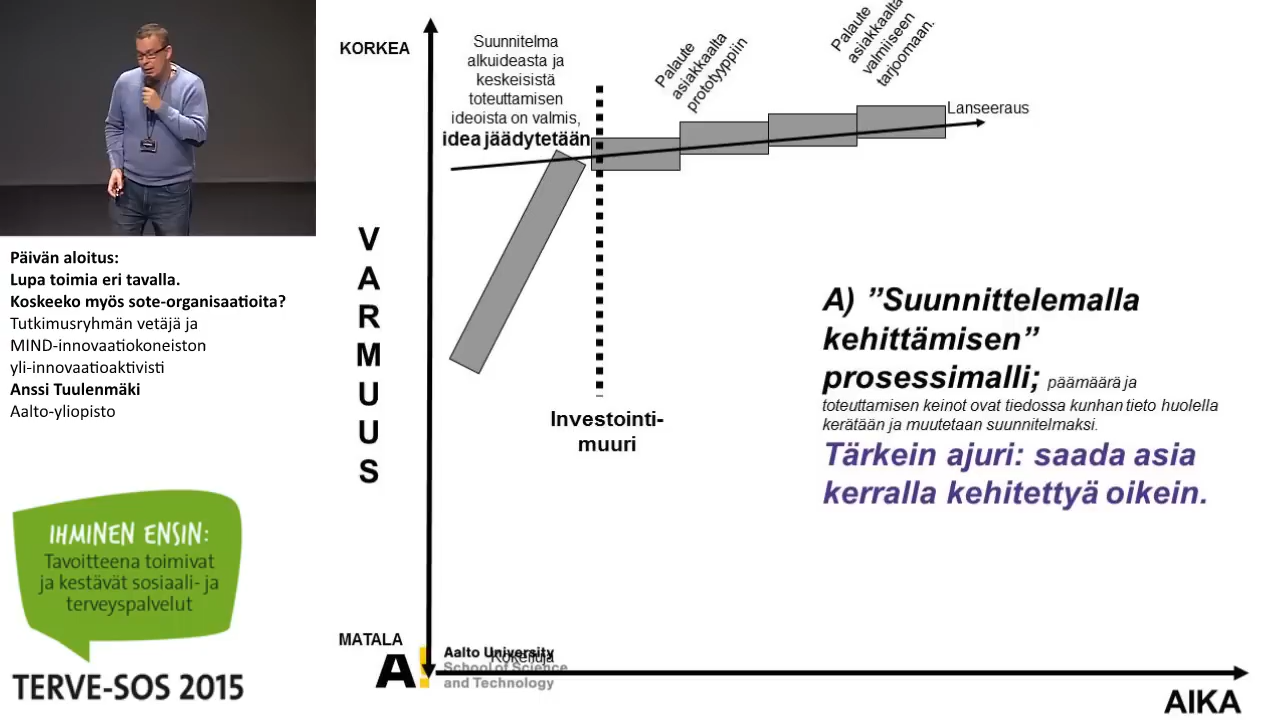 Päivän aloitus:
Lupa toimia eri tavalla.
Koskeeko myös sote-organisaatioita?
Tutkimusryhmän vetäjä ja
MIND-innovaatiokoneiston
yli-innovaatioaktivisti
Anssi Tuulenmäki
Aalto-yliopisto
IHMINEN ENSIN:
Tavoitteena toimivat
ja kestävät sosiaali- ja
terveyspalvelut
TERVE-SOS 2015
KORKEA
VARMUUS
MATALA
Suunnitelma
alkuideasta ja
keskeisistä
toteuttamisen
ideoista on valmis,
idea jäädytetään
Palaute
asiakkaalta
prototyyppiin
Palaute
asiakkaalta
valmiiseen
tarjoomaan.
Lanseeraus
Investointi-
muuri
A) ”Suunnittelemalla
kehittämisen”
prosessimalli; päämäärä ja
toteuttamisen keinot ovat tiedossa kunhan tieto huolella
kerätään ja muutetaan suunnitelmaksi.
Tärkein ajuri: saada asia
kerralla kehitettyä oikein.
A!
Aalto University
School of Science
and Technology
Kokeiluja
AIKA